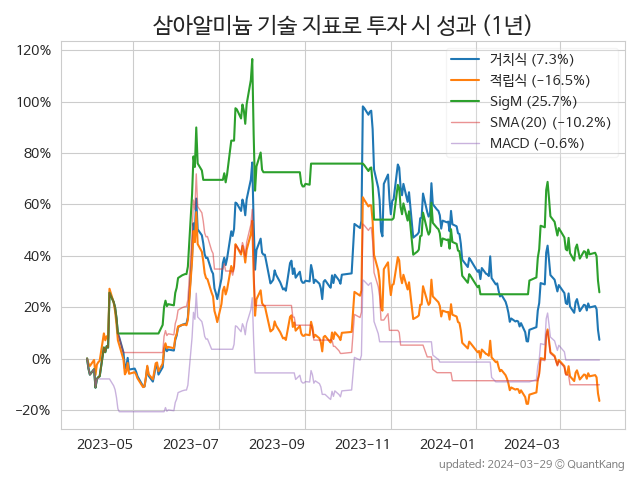 삼아알미늄 기술 지표로 투자 시 성과 (1년)
120%
100%
80%
60%
40%
20%
0%
−20%
거치식 (7.3%)
적립식 (−16.5%)
SigM (25.7%)
SMA(20) (−10.2%)
MACD (−0.6%)
2023-05 2023-07 2023-09 2023-11 2024-01 2024-03
updated: 2024-03-29 © QuantKang